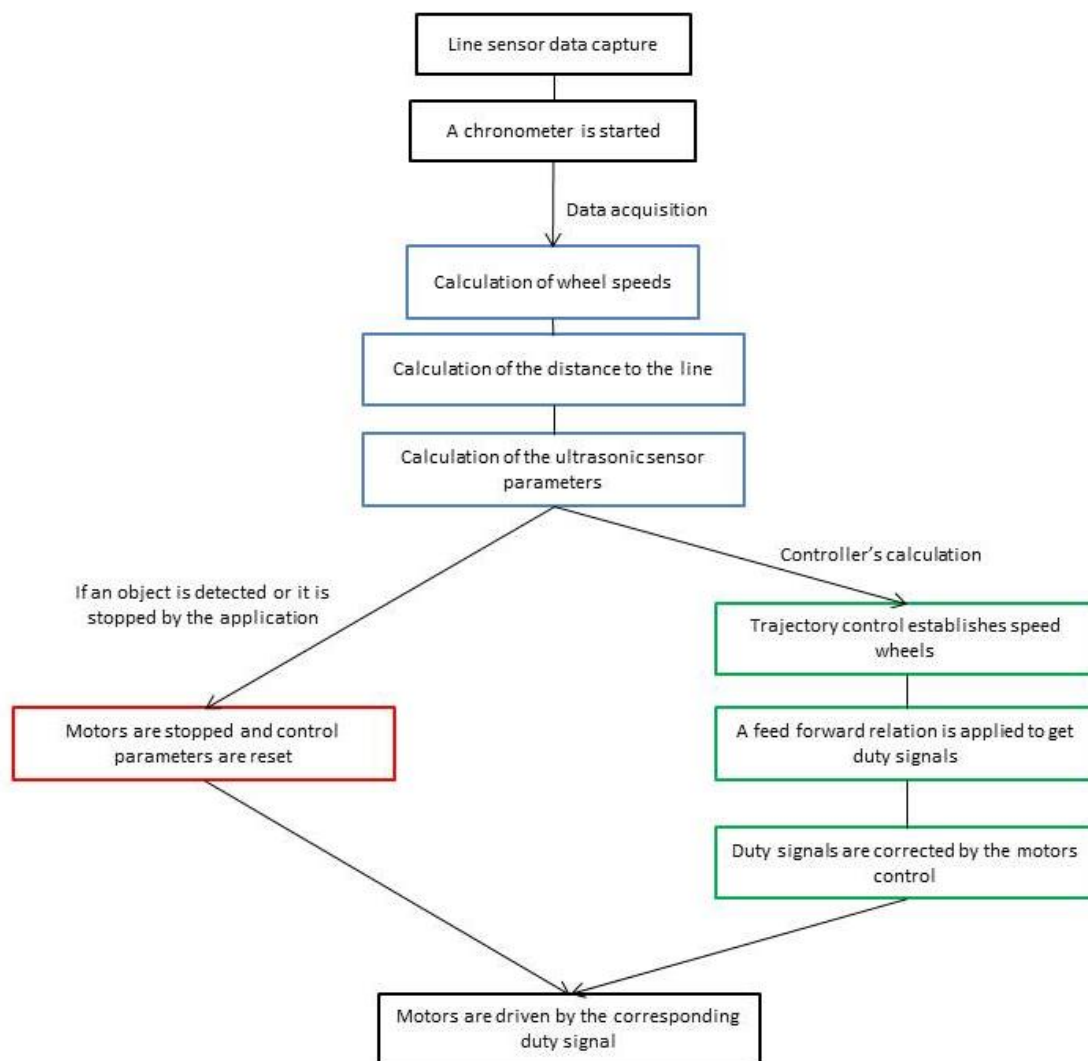 Line sensor data capture
A chronometer is started
Data acquisition
Calculation of wheel speeds
Calculation of the distance to the line
Calculation of the ultrasonic sensor
parameters
If an object is detected or it is
stopped by the application
Controller’s calculation
Trajectory control establishes speed
wheels
Motors are stopped and control
parameters are reset
A feed forward relation is applied to get
duty signals
Duty signals are corrected by the motors
control
Motors are driven by the corresponding
duty signal